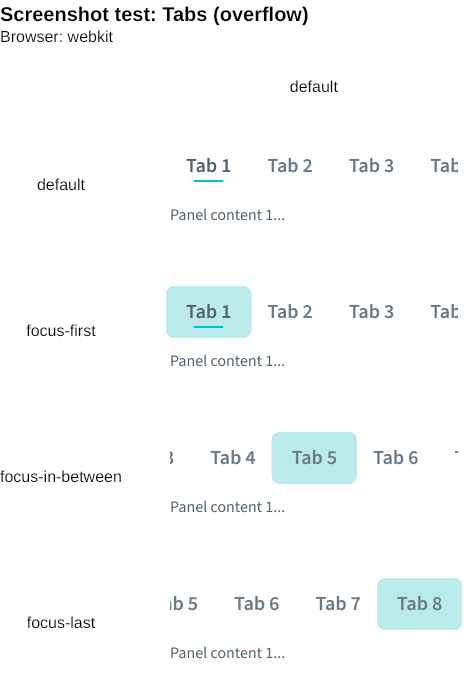 Screenshot test: Tabs (overflow)
Browser: webkit
default
default
Tab 1 Tab 2 Tab 3 Tab
Panel content 1...
focus-first
Tab 1 Tab 2 Tab 3 Tab
Panel content 1...
focus-in-between
3 Tab 4 Tab 5 Tab 6
Panel content 1...
focus-last
ab 5 Tab 6 Tab 7 Tab 8
Panel content 1...